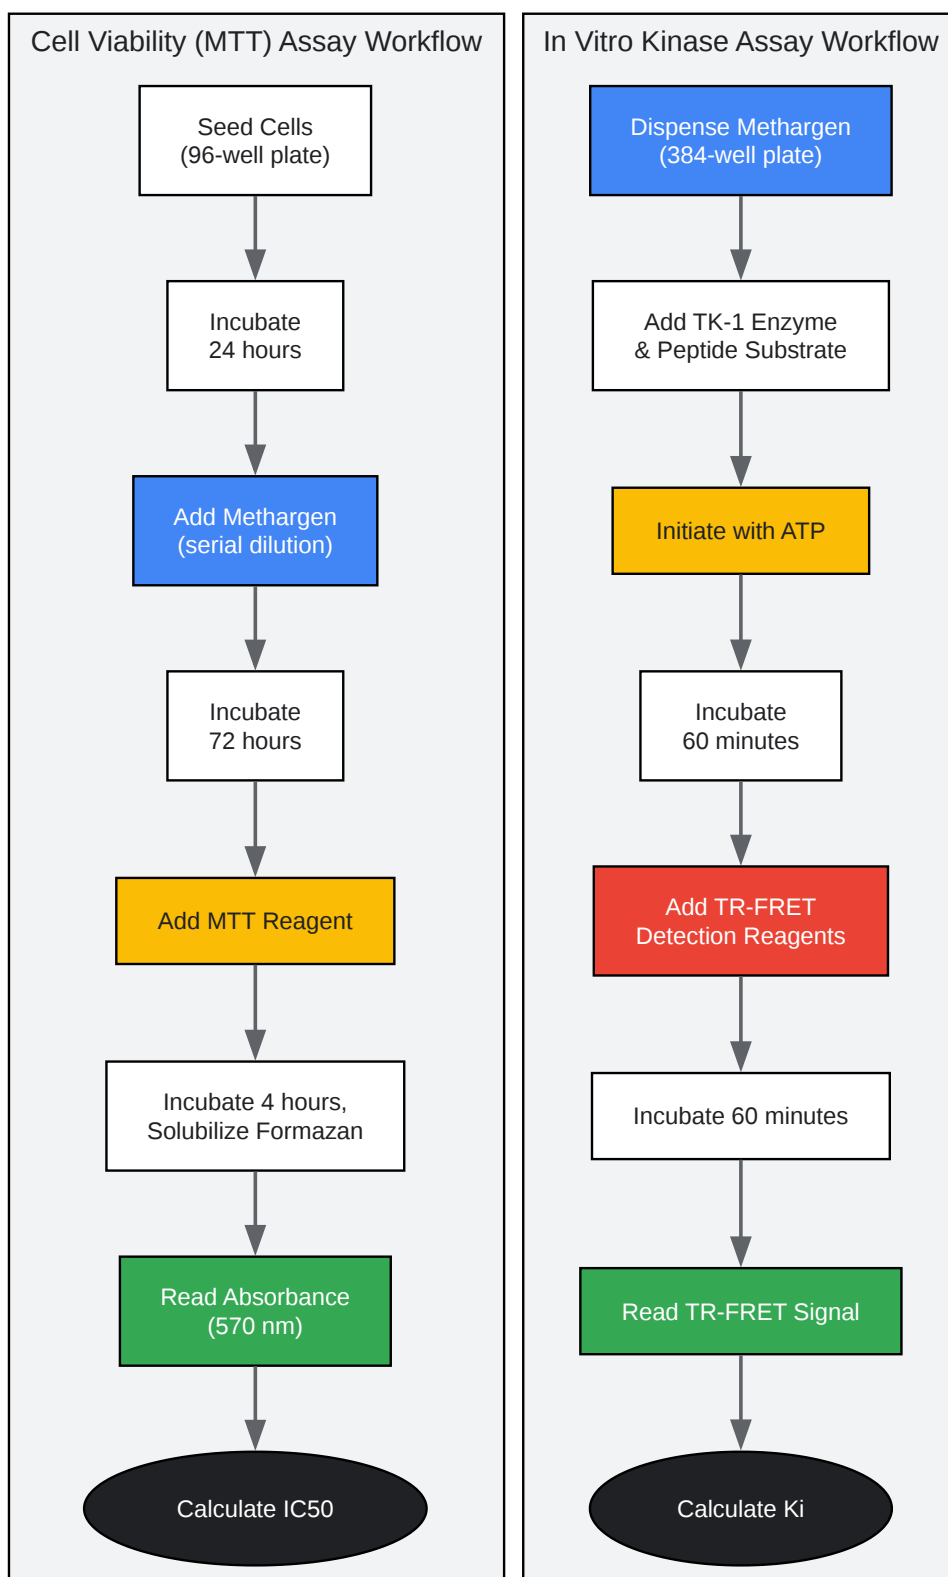 Cell Viability (MTT) Assay Workflow
Seed Cells
(96-well plate)
Incubate
24 hours
Add Methargen
(serial dilution)
Incubate
72 hours
Add MTT Reagent
Incubate 4 hours,
Solubilize Formazan
Read Absorbance
(570 nm)
Calculate IC50
In Vitro Kinase Assay Workflow
Dispense Methargen
(384-well plate)
Add TK-1 Enzyme
& Peptide Substrate
Initiate with ATP
Incubate
60 minutes
Add TR-FRET
Detection Reagents
Incubate 60 minutes
Read TR-FRET Signal
Calculate Ki